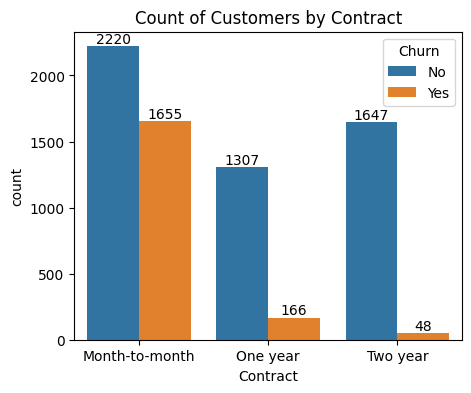 Count of Customers by Contract
Churn
No
Yes
2220
1655
1307
166
1647
48
count
2000
1500
1000
500
0
Month-to-month
One year
Two year
Contract